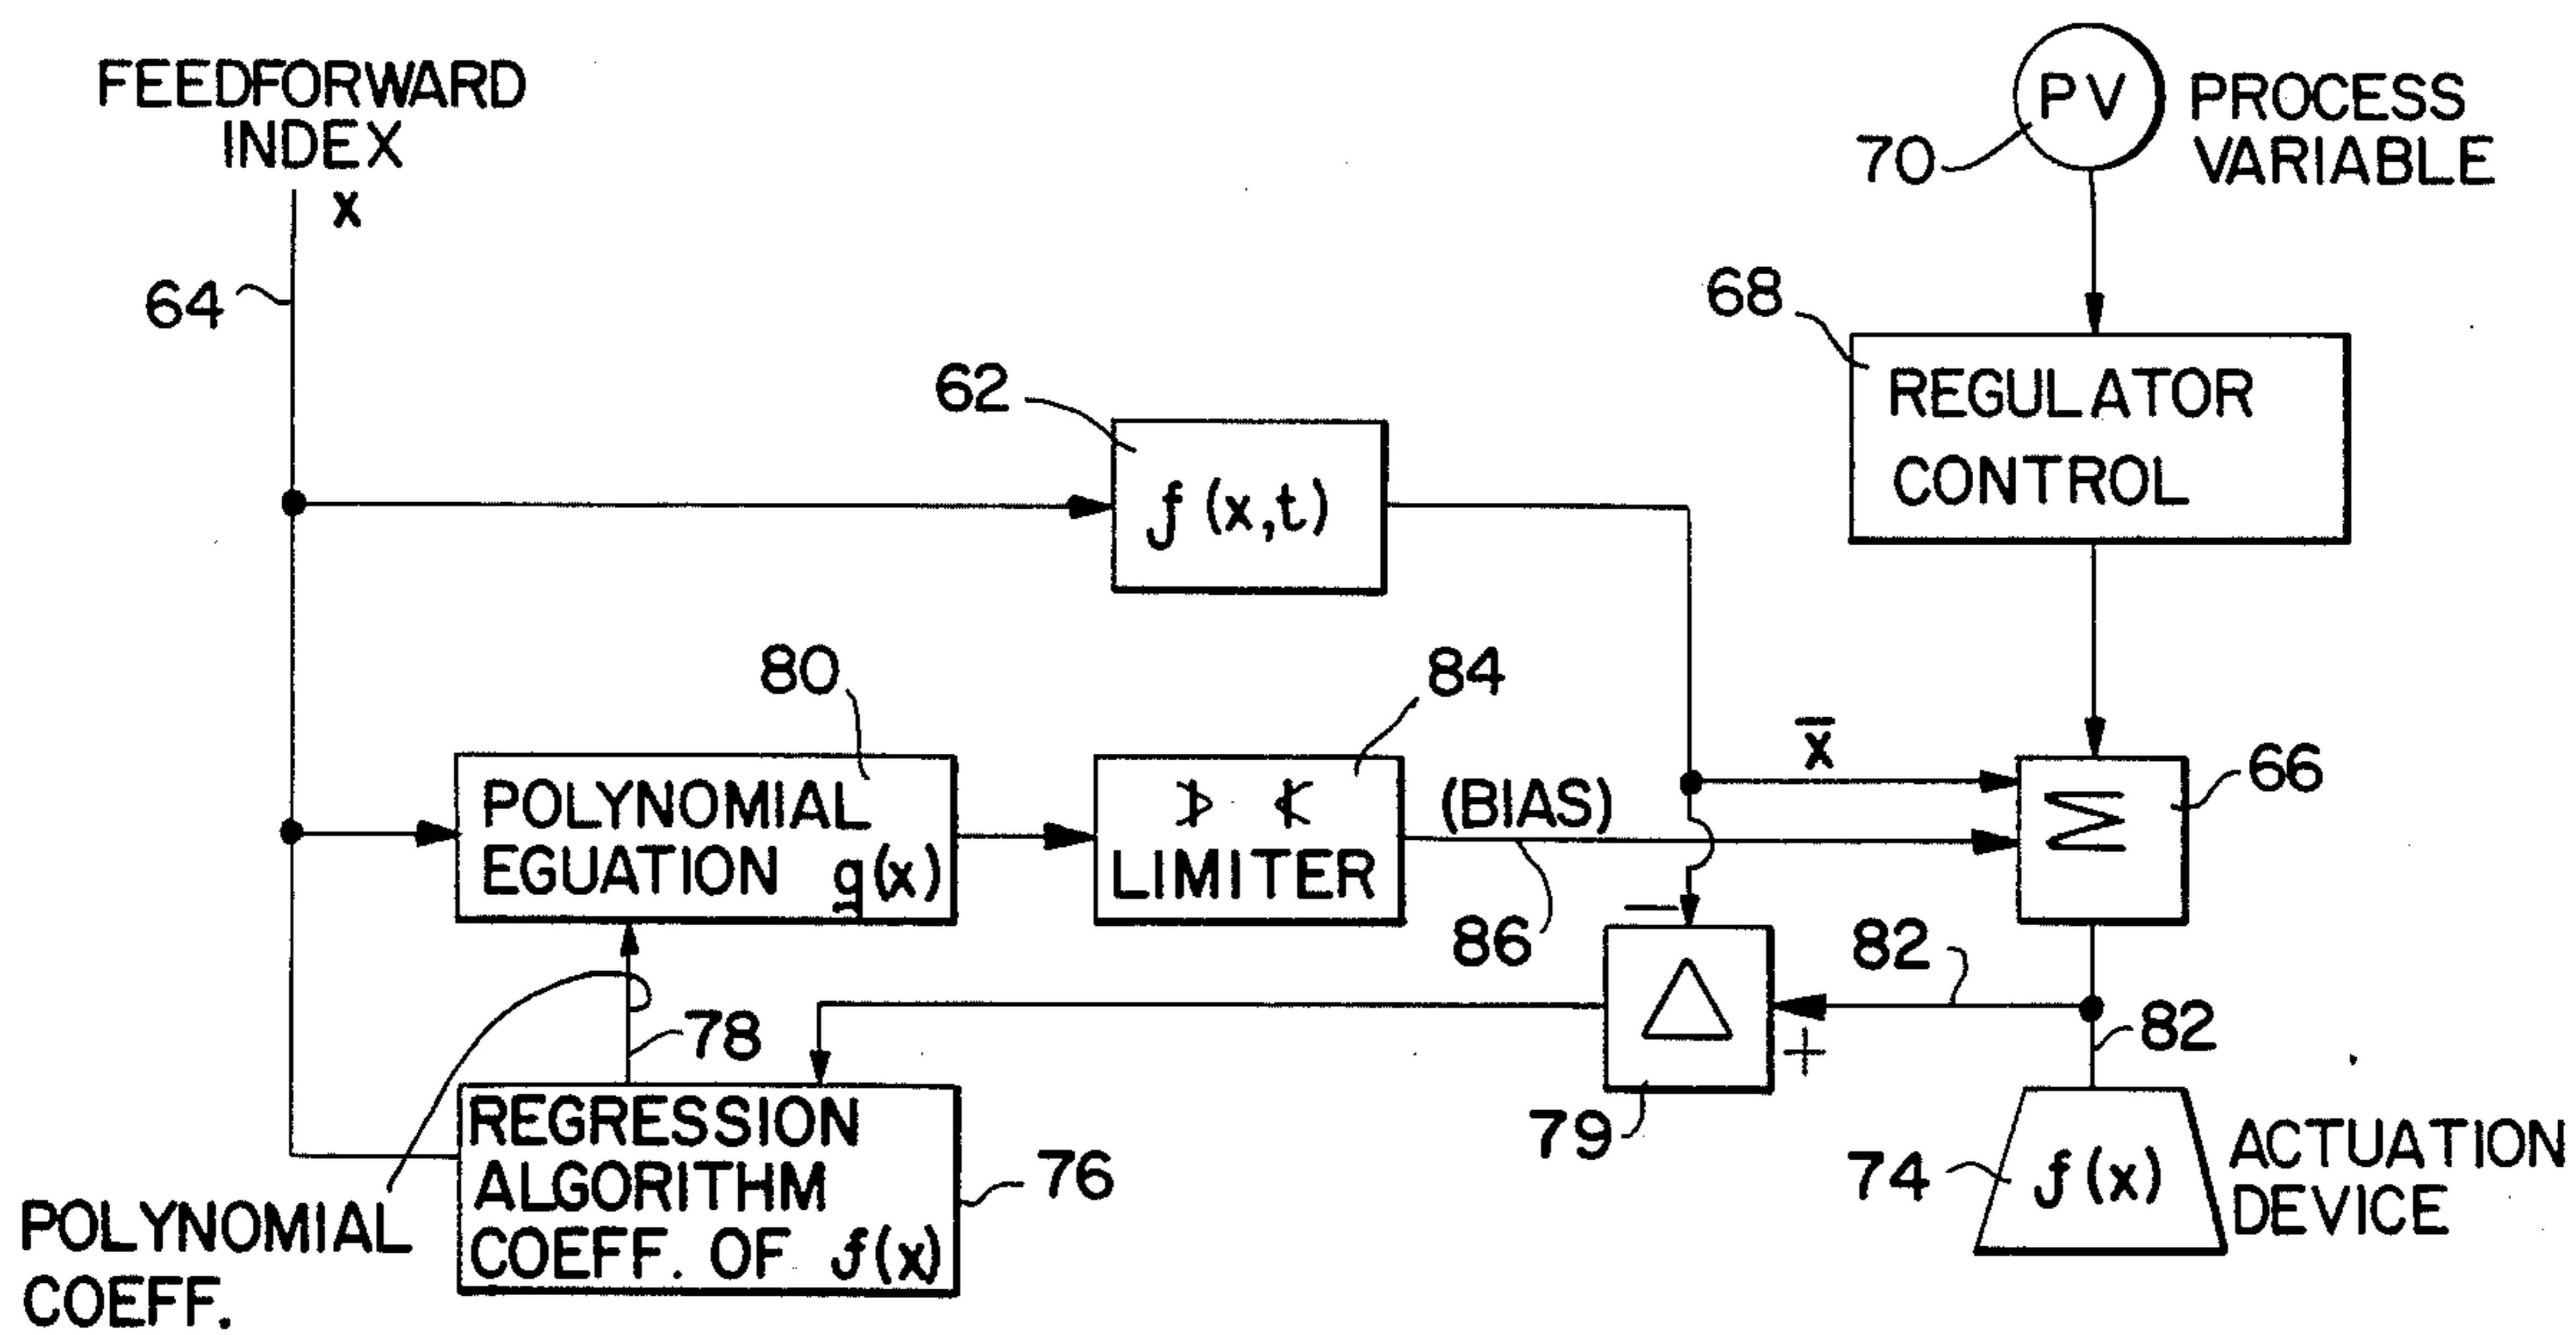 FEEDFORWARD
INDEX
x
64
PV
PROCESS
VARIABLE
70
68
REGULATOR
CONTROL
62
f (x,t)
80
POLYNOMIAL
EGUATION g(x)
84
LIMITER
(BIAS)
86
x̄
66
Σ
−
Δ
+
79
82
82
78
REGRESSION
ALGORITHM
COEFF. OF f(x)
76
POLYNOMIAL
COEFF.
74
f(x)
ACTUATION
DEVICE